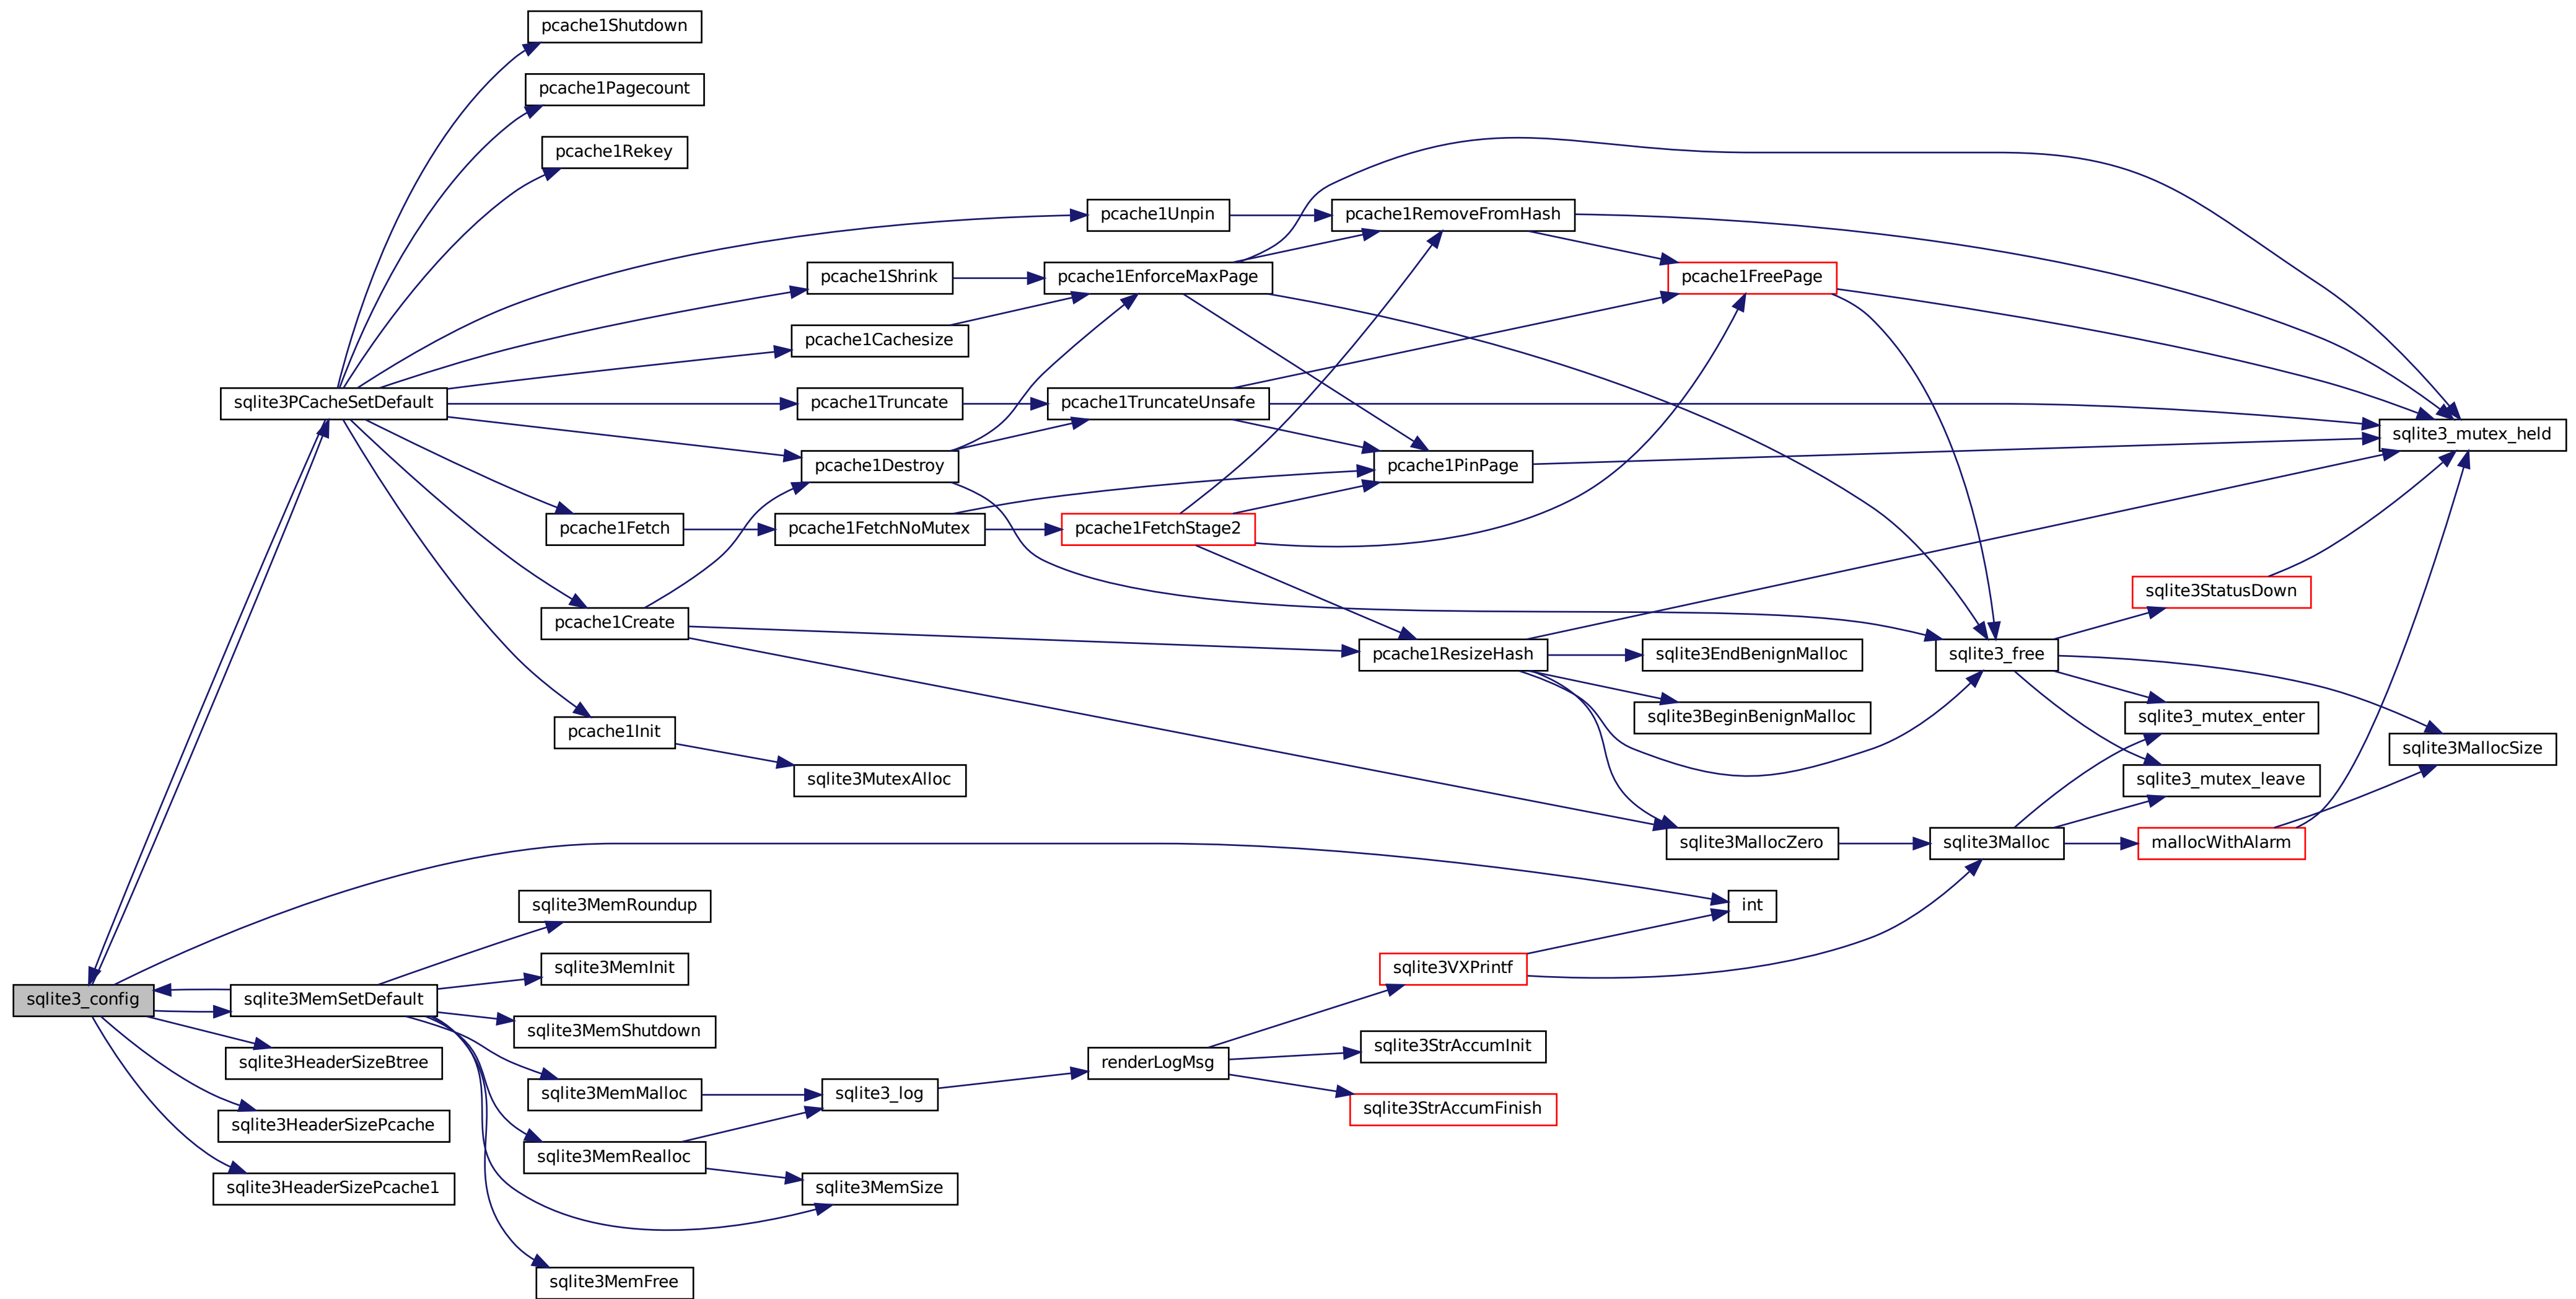 pcache1Shutdown
pcache1Pagecount
pcache1Rekey
pcache1Unpin
pcache1RemoveFromHash
pcache1Shrink
pcache1EnforceMaxPage
pcache1FreePage
pcache1Cachesize
sqlite3PCacheSetDefault
pcache1Truncate
pcache1TruncateUnsafe
sqlite3_mutex_held
pcache1Destroy
pcache1PinPage
pcache1Fetch
pcache1FetchNoMutex
pcache1FetchStage2
sqlite3StatusDown
pcache1Create
pcache1ResizeHash
sqlite3EndBenignMalloc
sqlite3_free
sqlite3BeginBenignMalloc
sqlite3_mutex_enter
pcache1Init
sqlite3MallocSize
sqlite3MutexAlloc
sqlite3_mutex_leave
sqlite3MallocZero
sqlite3Malloc
mallocWithAlarm
sqlite3MemRoundup
int
sqlite3MemInit
sqlite3VXPrintf
sqlite3_config
sqlite3MemSetDefault
sqlite3MemShutdown
sqlite3StrAccumInit
sqlite3HeaderSizeBtree
renderLogMsg
sqlite3MemMalloc
sqlite3_log
sqlite3StrAccumFinish
sqlite3HeaderSizePcache
sqlite3MemRealloc
sqlite3HeaderSizePcache1
sqlite3MemSize
sqlite3MemFree